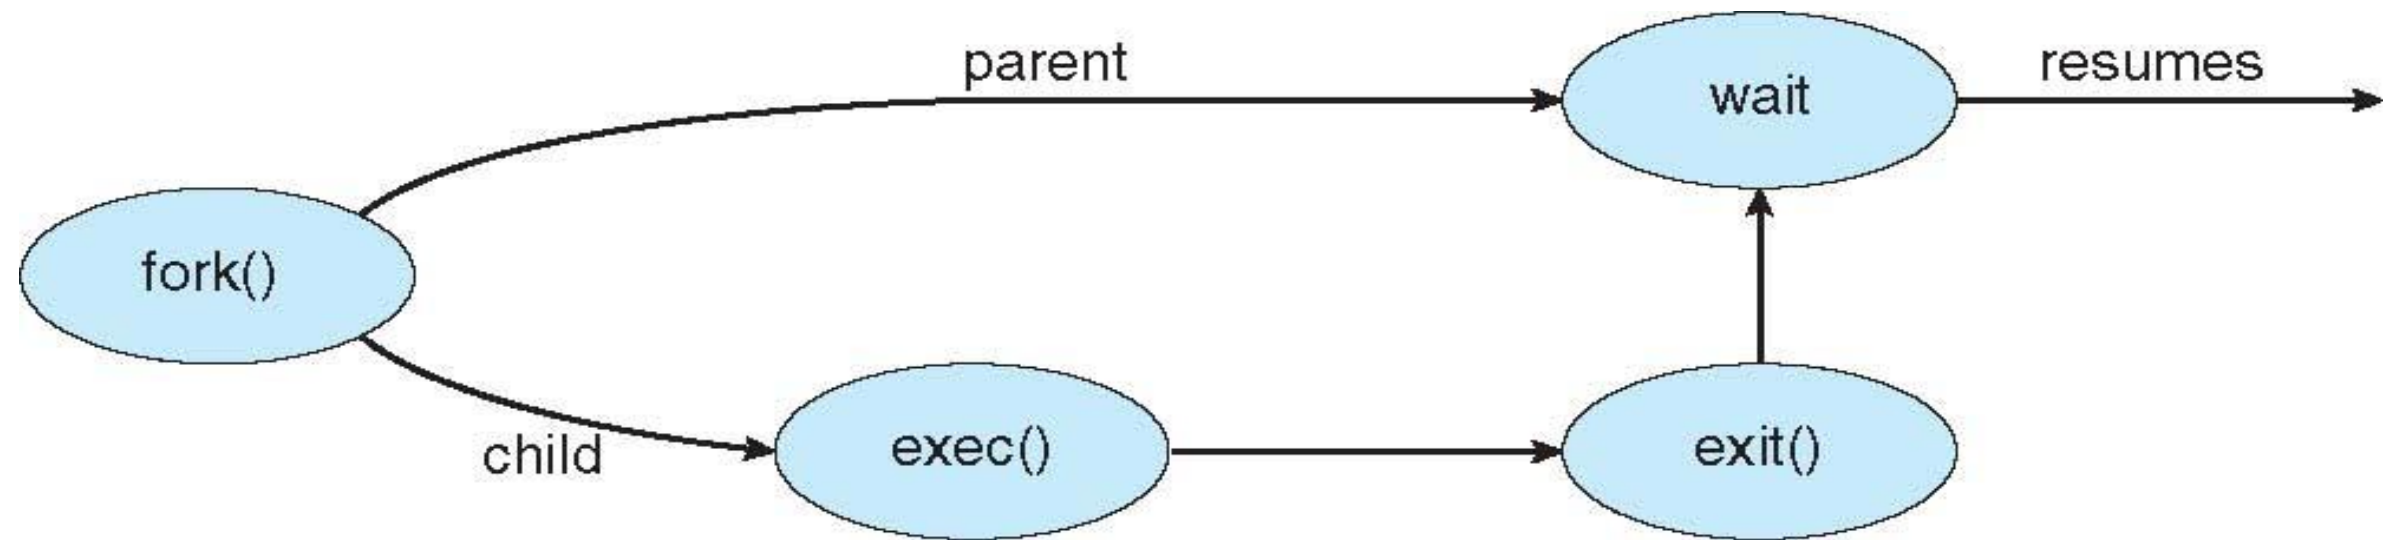 parent
wait
resumes
fork()
child
exec()
exit()